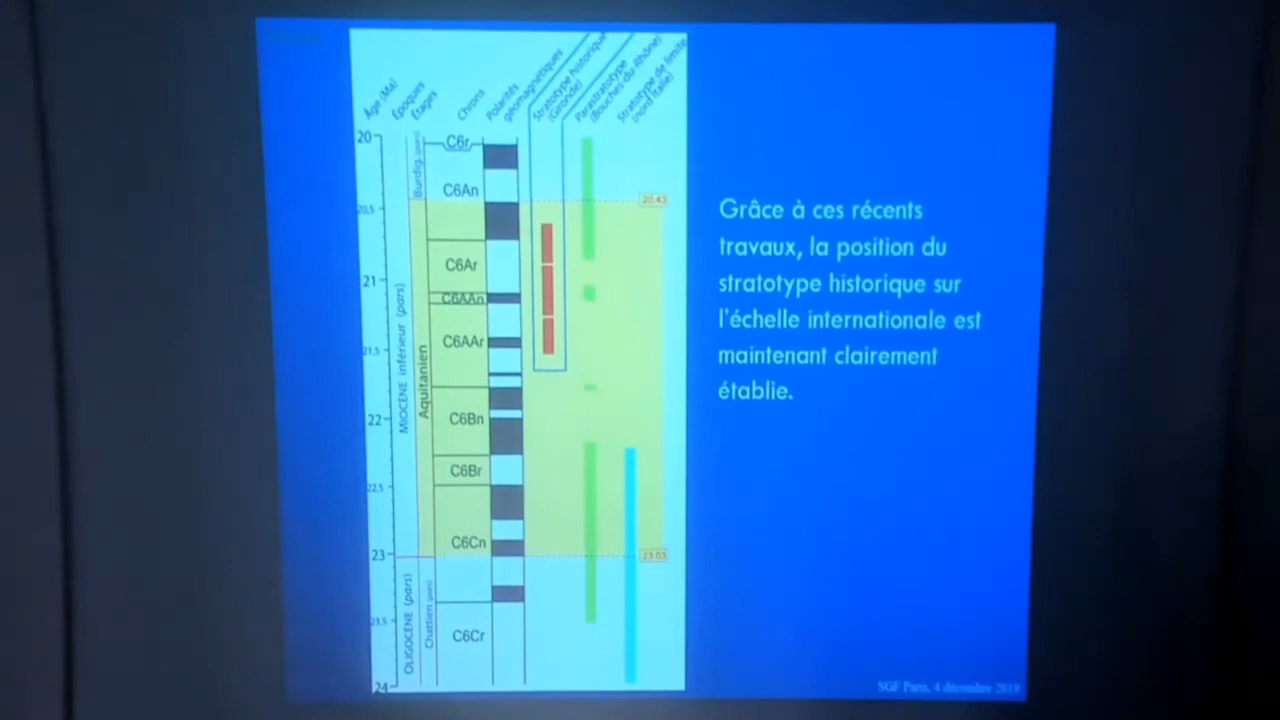 Âge (Ma)
Époques
Étages
Chrons
Polarités
géomagnétiques
Stratotype historique
(Gironde)
Parastratotype
(Bouches-du-Rhône)
Stratotype de limite
(nord Italie)
20
20.5
21
21.5
22
22.5
23
24
MIOCÈNE inférieur (pars)
OLIGOCÈNE (pars)
Burdig. (pars)
Aquitanien
Chattien (pars)
C6r
C6An
C6Ar
C6AAn
C6AAr
C6Bn
C6Br
C6Cn
C6Cr
20.43
23.03
Grâce à ces récents
travaux, la position du
stratotype historique sur
l'échelle internationale est
maintenant clairement
établie.
SGF Paris, 4 décembre 2019